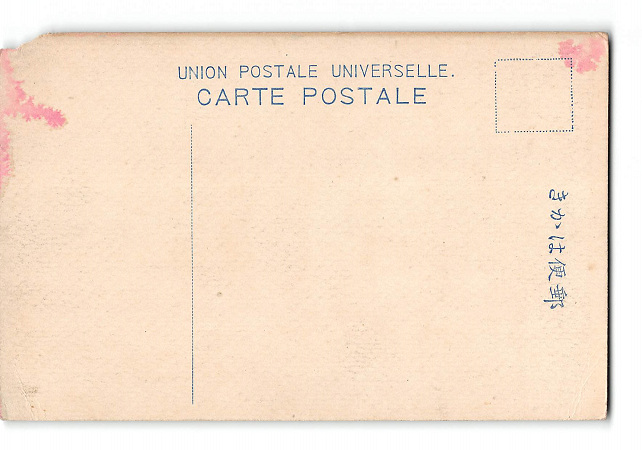 UNION POSTALE UNIVERSELLE.
CARTE POSTALE
きがは便郵